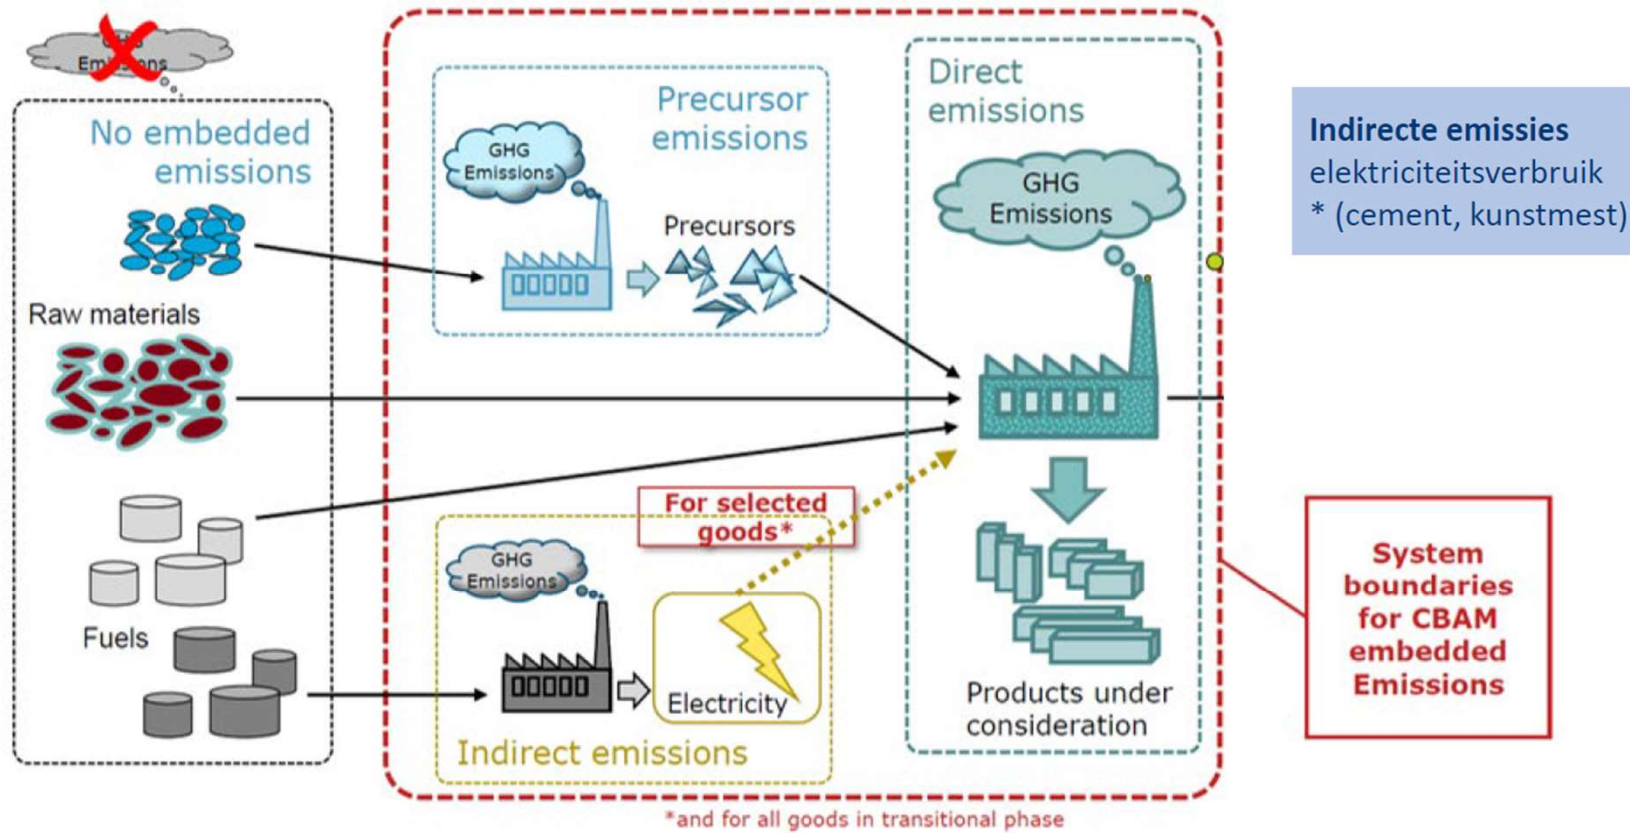 GHG
Emissions
No embedded
emissions
Raw materials
Fuels
Precursor
emissions
GHG
Emissions
Precursors
For selected
goods*
GHG
Emissions
Electricity
Indirect emissions
Direct
emissions
GHG
Emissions
Products under
consideration
*and for all goods in transitional phase
Indirecte emissies
elektriciteitsverbruik
* (cement, kunstmest)
System
boundaries
for CBAM
embedded
Emissions